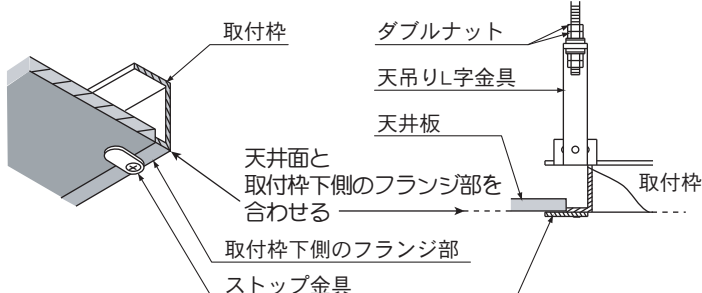 取付枠
ダブルナット
天吊りL字金具
天井板
天井面と
取付枠下側のフランジ部を
合わせる
取付枠
取付枠下側のフランジ部
ストップ金具